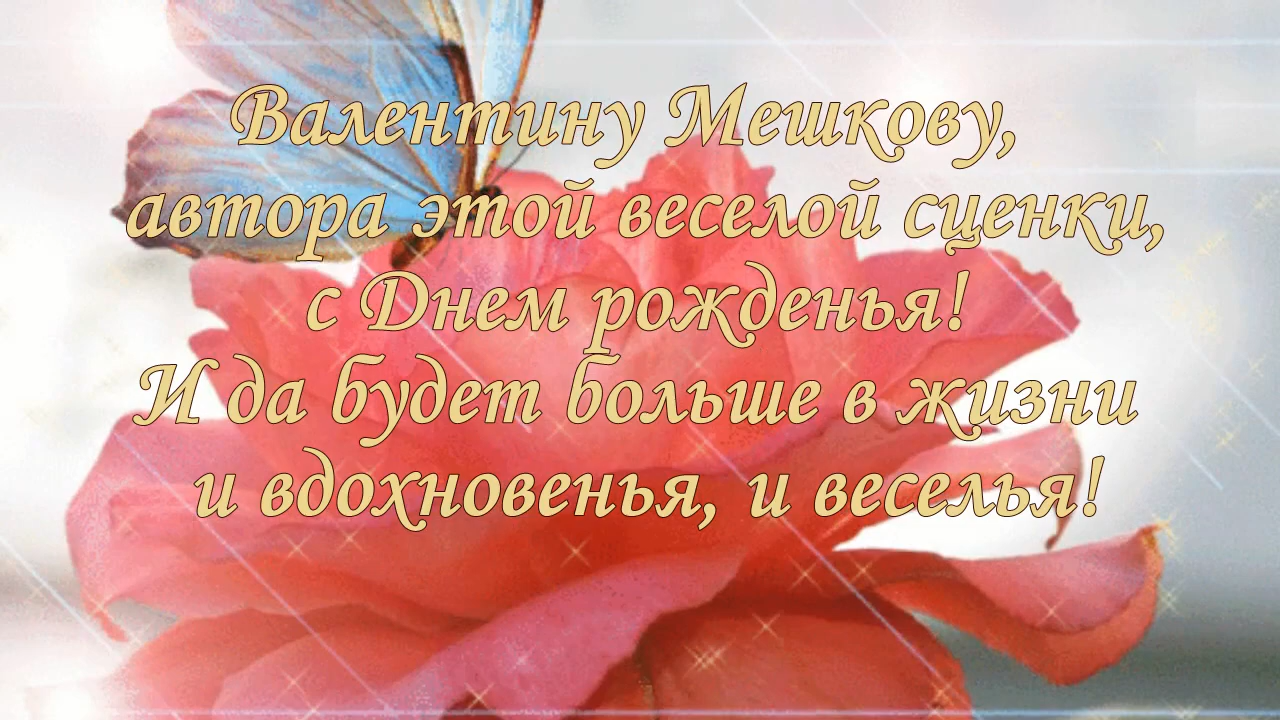 Валентину Мешкову,
автора этой веселой сценки,
с Днем рожденья!
И да будет больше в жизни
и вдохновенья, и веселья!